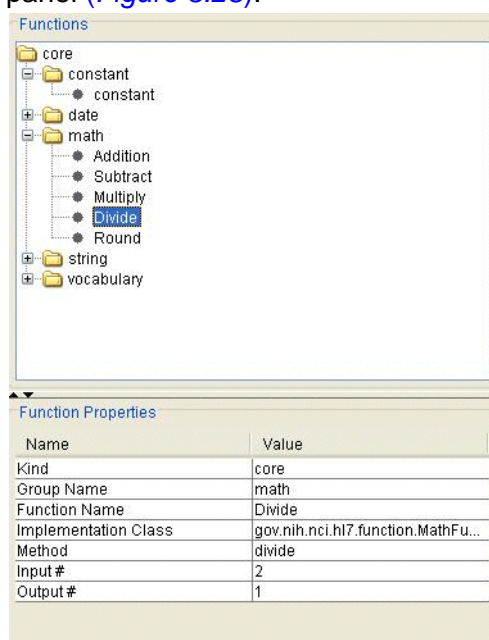 panel (Figure 3.28).
Functions
core
constant
constant
date
math
Addition
Subtract
Multiply
Divide
Round
string
vocabulary
Function Properties
Name Value
Kind core
Group Name math
Function Name Divide
Implementation Class gov.nih.nci.hl7.function.MathFu...
Method divide
Input # 2
Output # 1